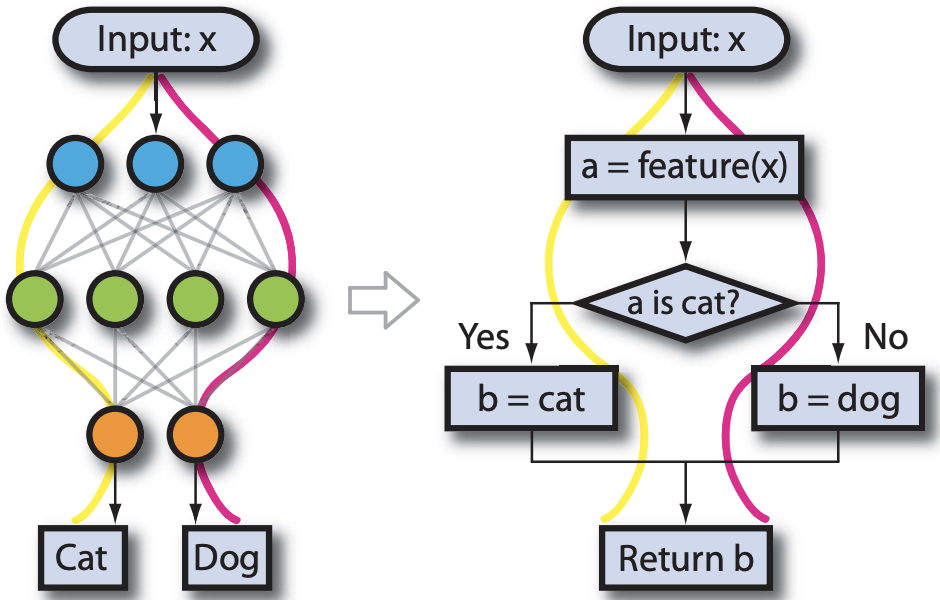 Input: x
Cat
Dog
Input: x
a = feature(x)
a is cat?
Yes
No
b = cat
b = dog
Return b